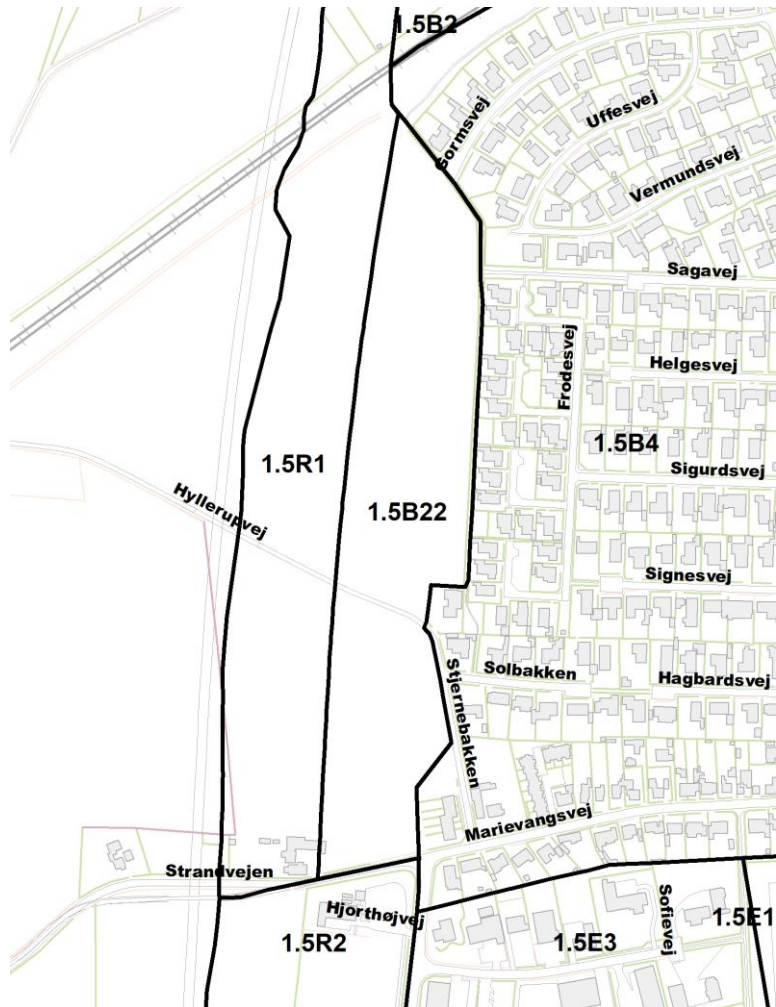 1.5B2
Gormsvej
Uffesvej
Vermundsvej
Sagavej
Frodesvej
Helgesvej
1.5B4
1.5R1
Sigurdsvej
Hyllerupvej
1.5B22
Signesvej
Solbakken
Hagbardsvej
Stjernebakken
Marievangsvej
Strandvejen
Hjorthøjvej
Sofievej
1.5E1
1.5R2
1.5E3